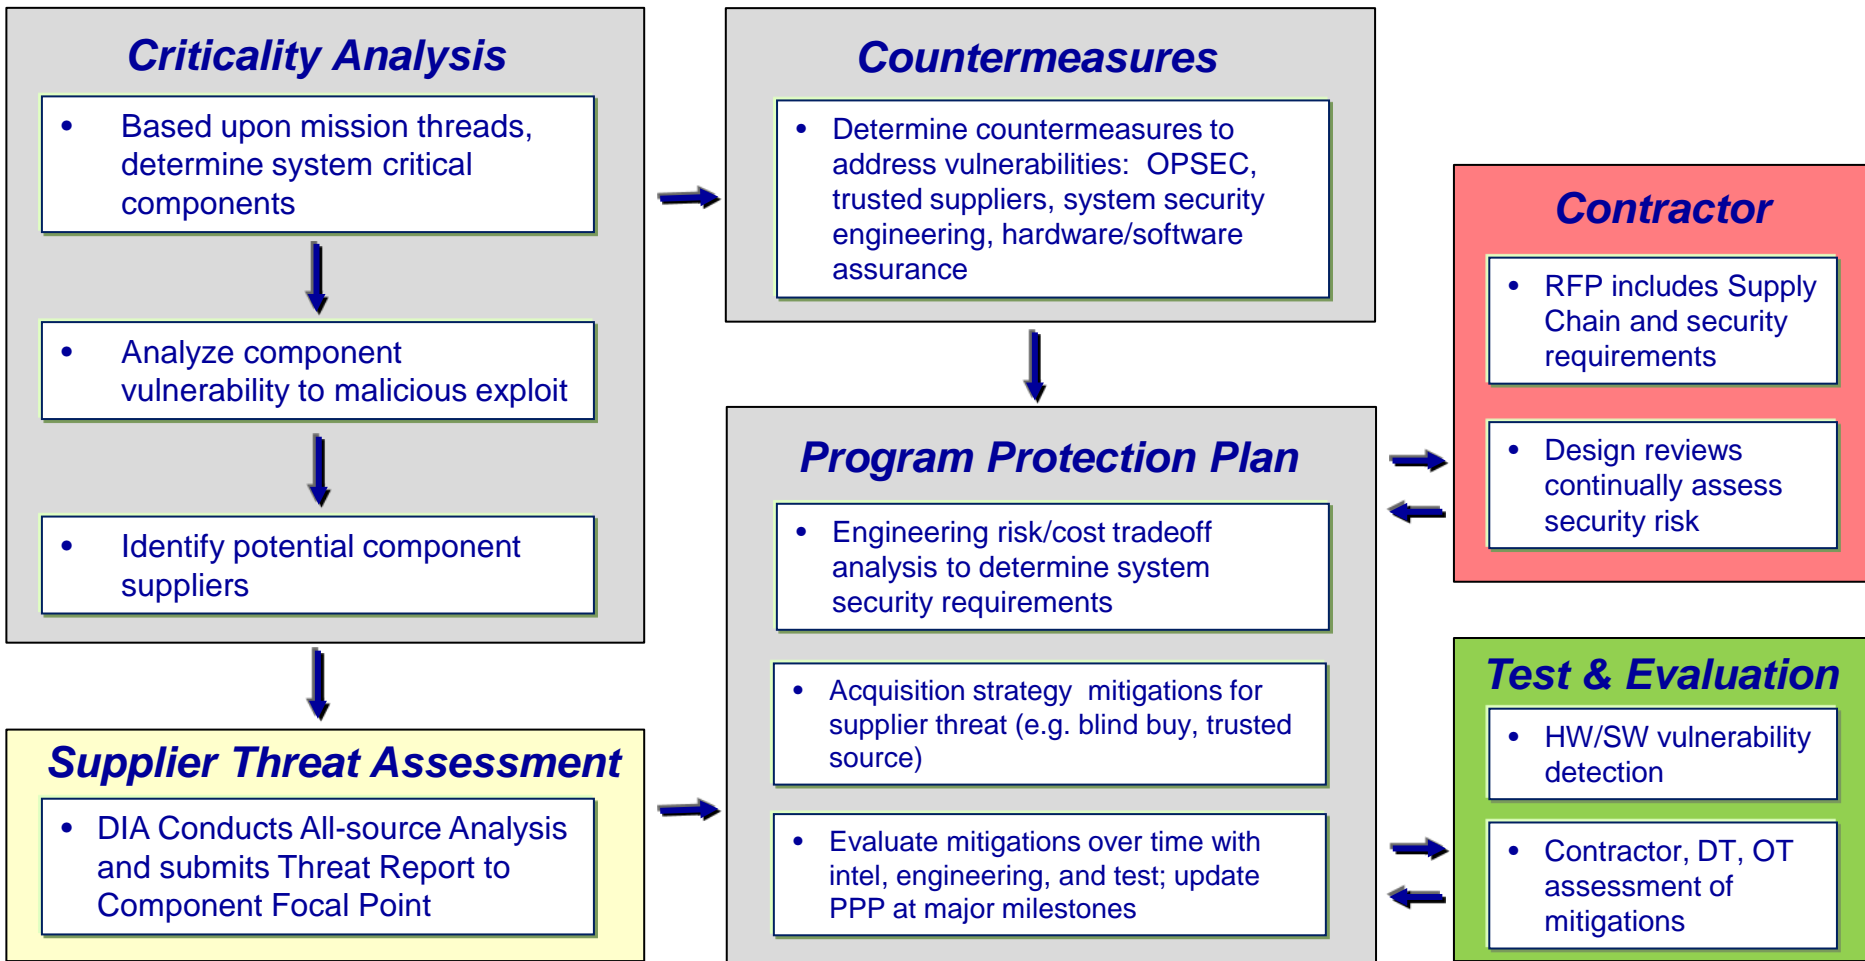 Criticality Analysis
• Based upon mission threads,
determine system critical
components
• Analyze component
vulnerability to malicious exploit
• Identify potential component
suppliers
Supplier Threat Assessment
• DIA Conducts All-source Analysis
and submits Threat Report to
Component Focal Point
Countermeasures
• Determine countermeasures to
address vulnerabilities: OPSEC,
trusted suppliers, system security
engineering, hardware/software
assurance
Program Protection Plan
• Engineering risk/cost tradeoff
analysis to determine system
security requirements
• Acquisition strategy mitigations for
supplier threat (e.g. blind buy, trusted
source)
• Evaluate mitigations over time with
intel, engineering, and test; update
PPP at major milestones
Contractor
• RFP includes Supply
Chain and security
requirements
• Design reviews
continually assess
security risk
Test & Evaluation
• HW/SW vulnerability
detection
• Contractor, DT, OT
assessment of
mitigations